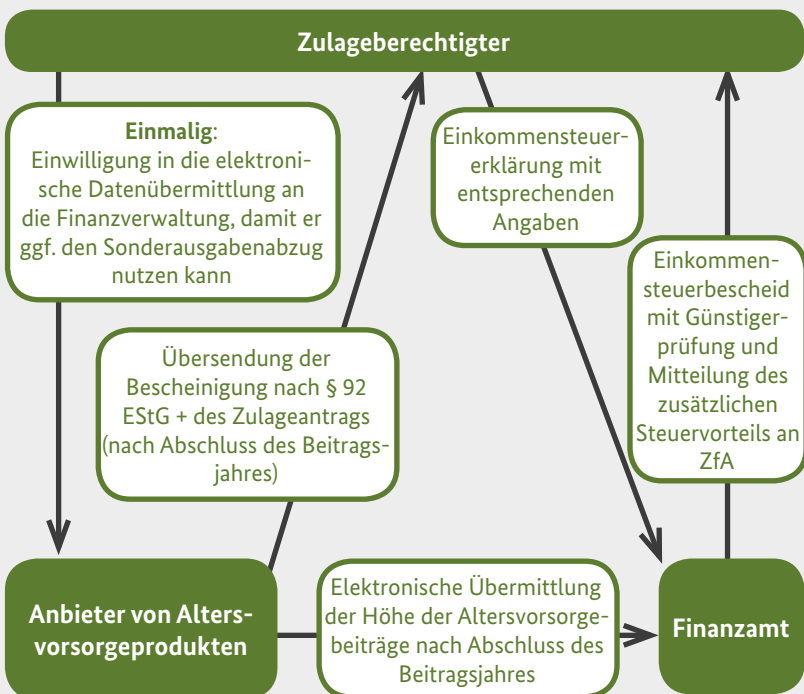 Zulageberechtigter
Einmalig:
Einwilligung in die elektroni-
sche Datenübermittlung an
die Finanzverwaltung, damit er
ggf. den Sonderausgabenabzug
nutzen kann
Einkommensteuer-
erklärung mit
entsprechenden
Angaben
Einkommen-
steuerbescheid
mit Günstiger-
prüfung und
Mitteilung des
zusätzlichen
Steuervorteils an
ZfA
Übersendung der
Bescheinigung nach § 92
EStG + des Zulageantrags
(nach Abschluss des Beitrags-
jahres)
Anbieter von Alters-
vorsorgeprodukten
Elektronische Übermittlung
der Höhe der Altersvorsorge-
beiträge nach Abschluss des
Beitragsjahres
Finanzamt